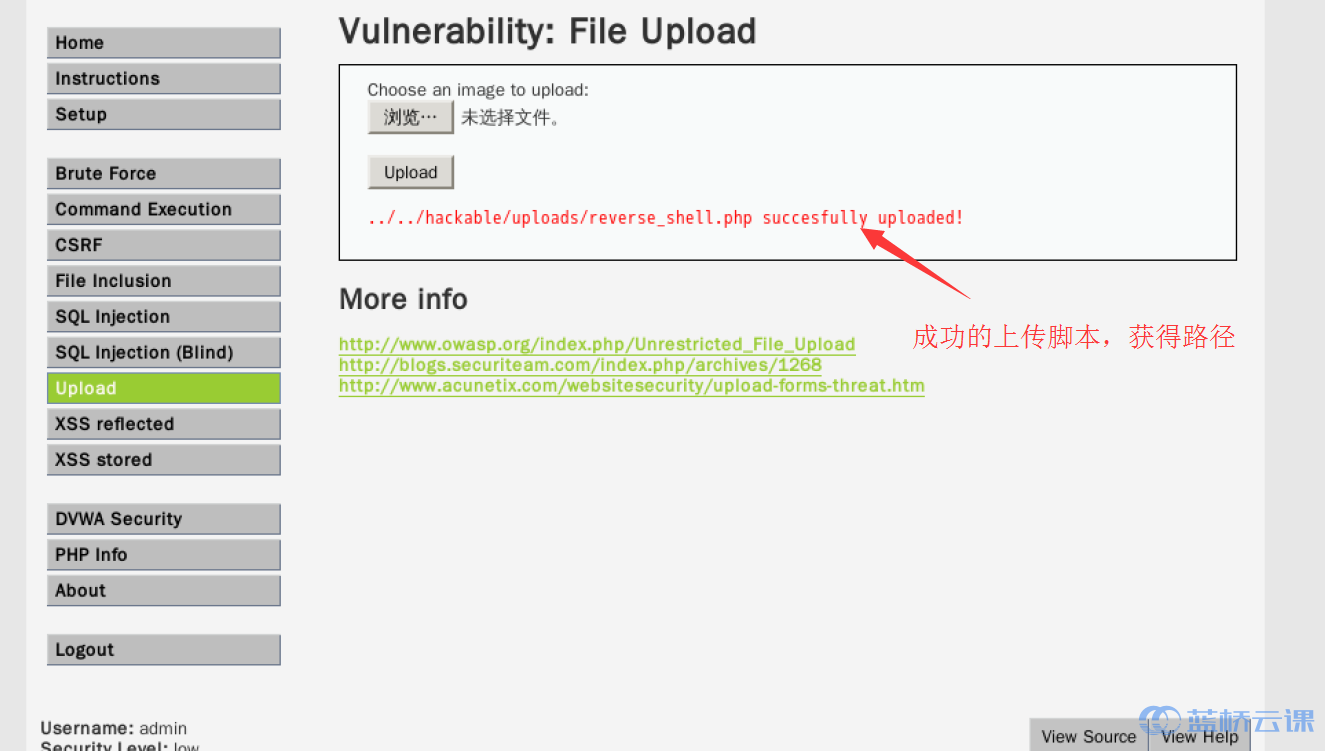 Home
Instructions
Setup
Brute Force
Command Execution
CSRF
File Inclusion
SQL Injection
SQL Injection (Blind)
Upload
XSS reflected
XSS stored
DVWA Security
PHP Info
About
Logout
Username: admin
Security Level: low
Vulnerability: File Upload
Choose an image to upload:
浏览… 未选择文件。
Upload
../../hackable/uploads/reverse_shell.php succesfully uploaded!
成功的上传脚本，获得路径
More info
http://www.owasp.org/index.php/Unrestricted_File_Upload
http://blogs.securiteam.com/index.php/archives/1268
http://www.acunetix.com/websitesecurity/upload-forms-threat.htm
View Source View Help
蓝桥云课